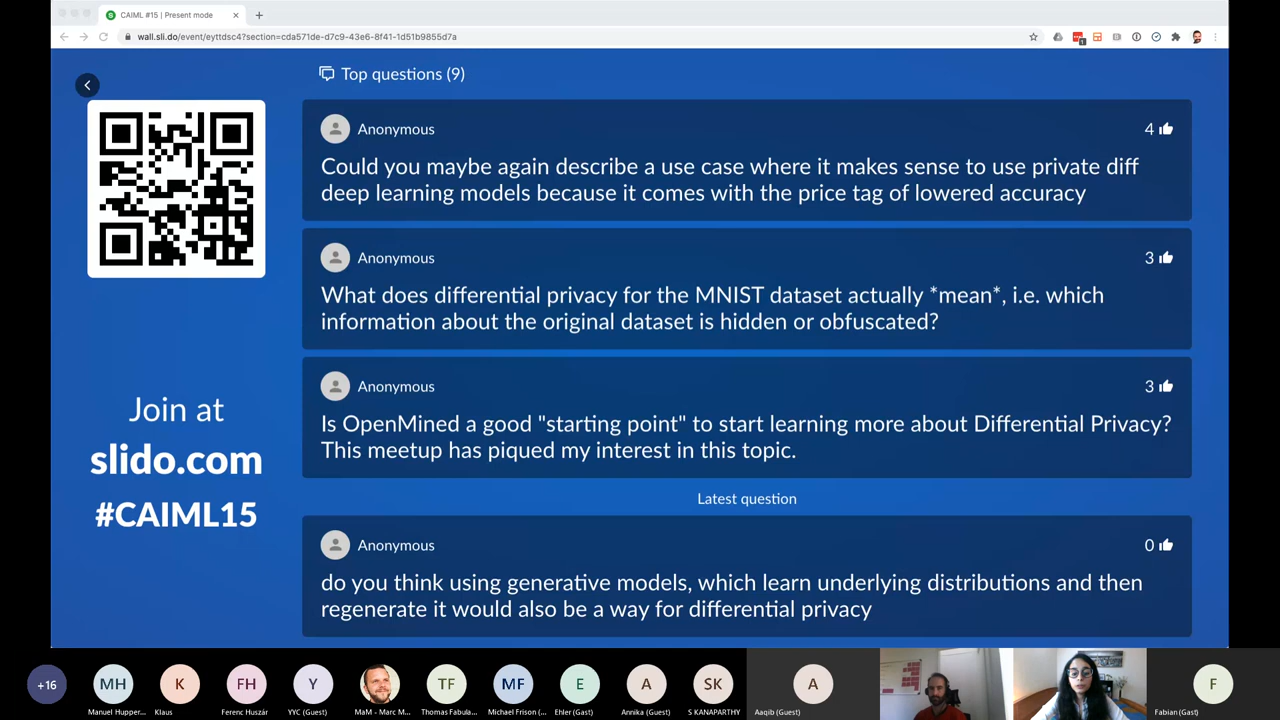 CAIML #15 | Present mode
wall.sli.do/event/eyttdsc4?section=cda571de-d7c9-43e6-8f41-1d51b9855d7a
1
Top questions (9)
Anonymous
4
Could you maybe again describe a use case where it makes sense to use private diff
deep learning models because it comes with the price tag of lowered accuracy
Anonymous
3
What does differential privacy for the MNIST dataset actually *mean*, i.e. which
information about the original dataset is hidden or obfuscated?
Anonymous
3
Is OpenMined a good "starting point" to start learning more about Differential Privacy?
This meetup has piqued my interest in this topic.
Latest question
Anonymous
0
do you think using generative models, which learn underlying distributions and then
regenerate it would also be a way for differential privacy
Join at
slido.com
#CAIML15
+16
MH
K
FH
Y
TF
MF
E
A
SK
A
F
Manuel Hupper...
Klaus
Ferenc Huszár
YYC (Guest)
MaM - Marc M...
Thomas Fabula...
Michael Frison (...
Ehler (Gast)
Annika (Guest)
S KANAPARTHY
Aaqib (Guest)
Fabian (Gast)